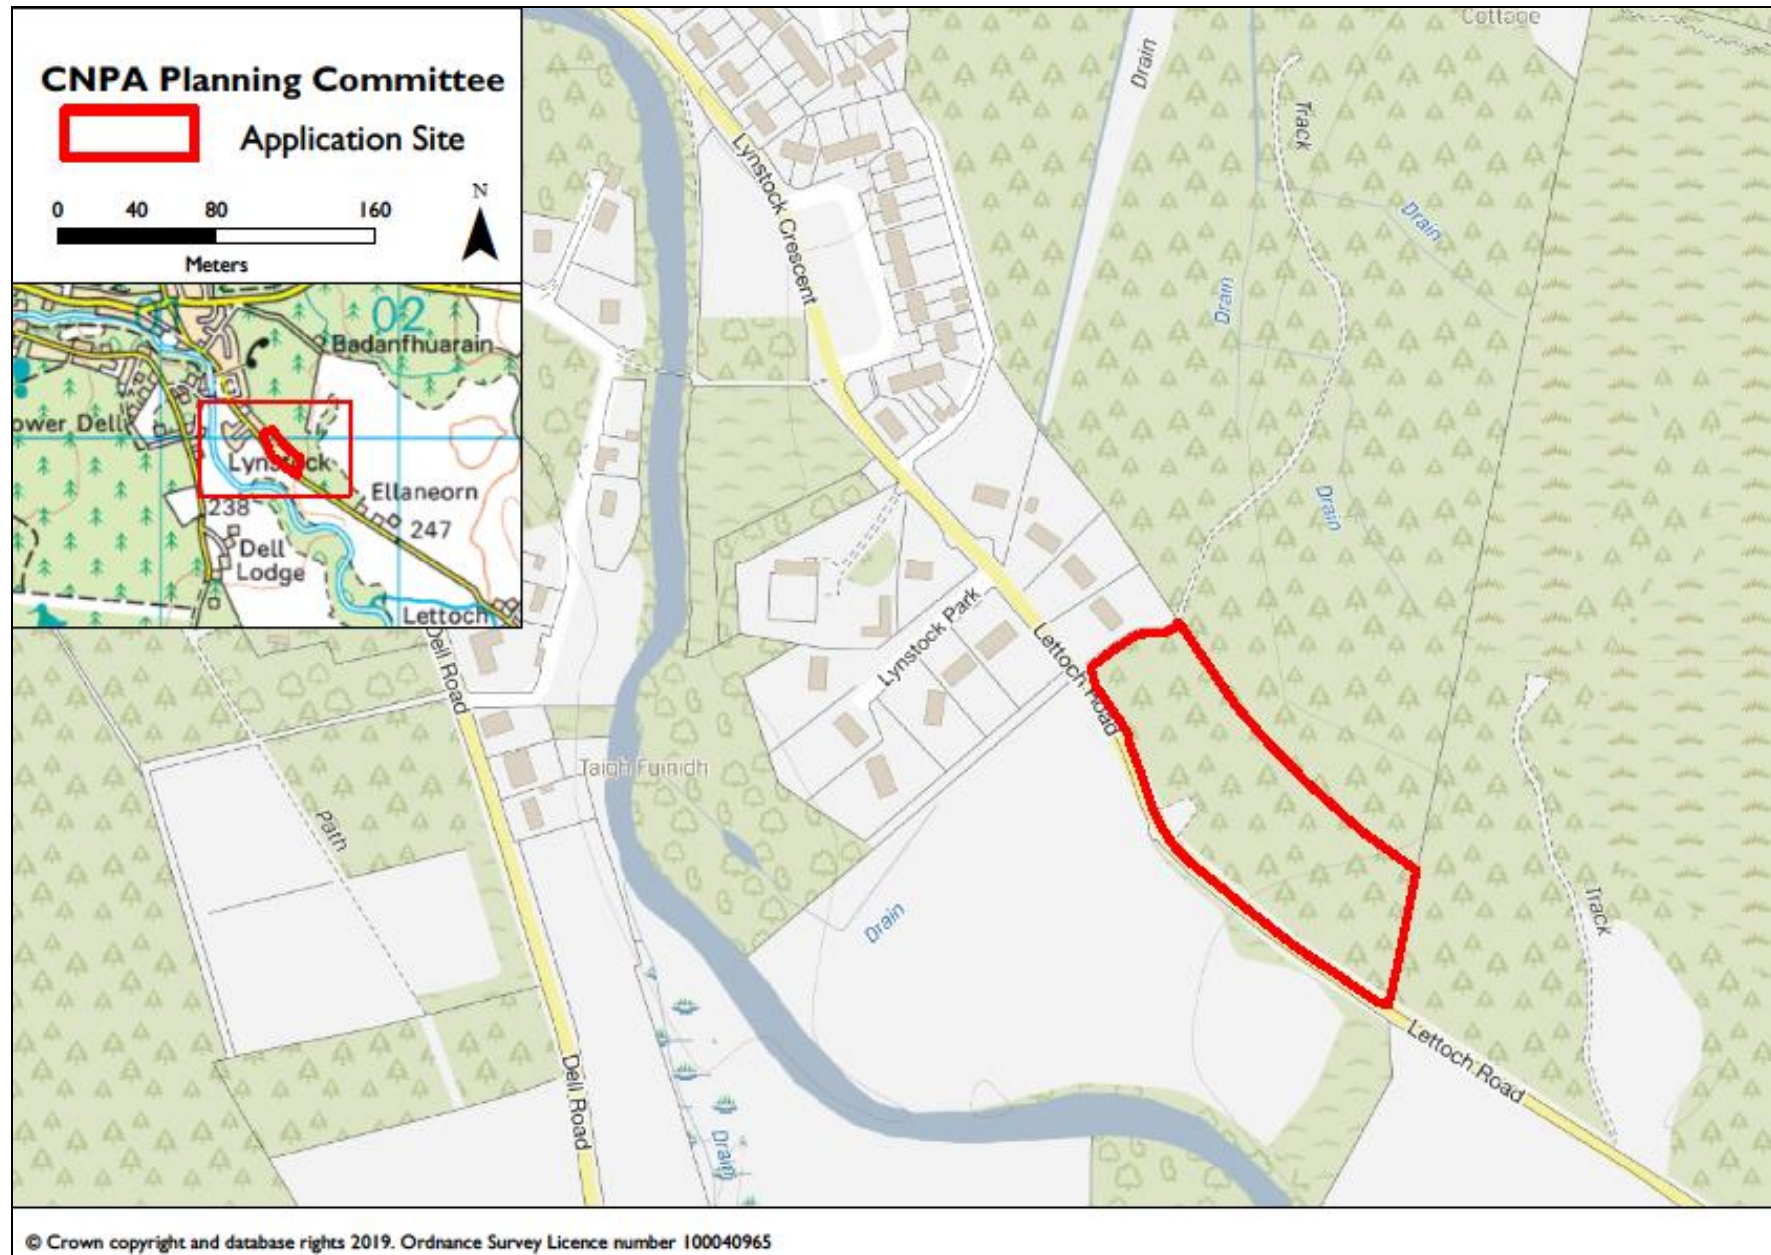 CNPA Planning Committee
Application Site
0 40 80 160
Meters
N
02
Badanfhuarain
ower Dell
Lynstock
Ellaneorn
238
247
Dell
Lodge
Lettoch
Cottage
Drain
Track
Lynstock Crescent
Drain
Drain
Drain
Lynstock Park
Lettoch Road
Dell Road
Taigh Fuinidh
Path
Drain
Track
Lettoch Road
Dell Road
Drain
© Crown copyright and database rights 2019. Ordnance Survey Licence number 100040965